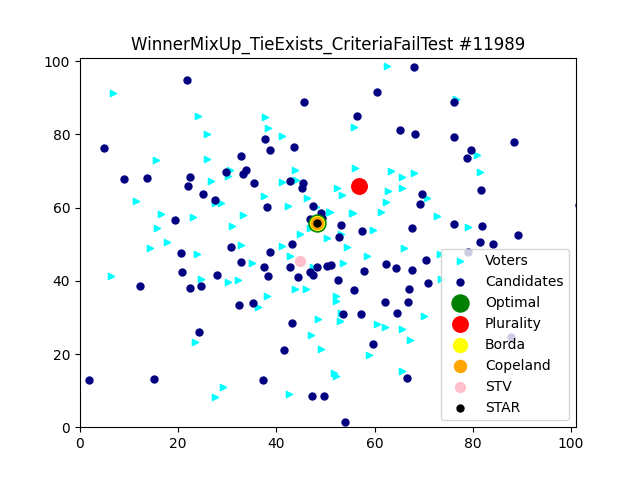 WinnerMixUp_TieExists_CriteriaFailTest #11989
100
80
60
40
20
0
0
20
40
60
80
100
Voters
Candidates
Optimal
Plurality
Borda
Copeland
STV
STAR